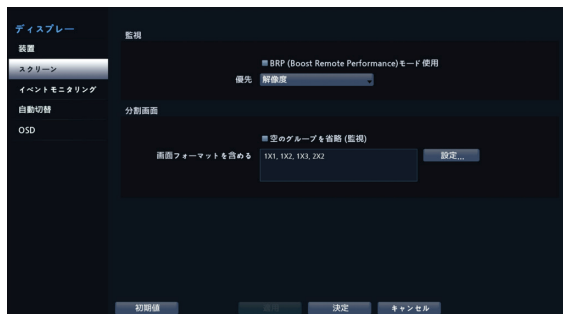 ディスプレー
装置
スクリーン
イベントモニタリング
自動切替
OSD
監視
BRP (Boost Remote Performance)モード使用
優先 解像度
分割画面
空のグループを省略 (監視)
画面フォーマットを含める 1X1, 1X2, 1X3, 2X2 設定...
初期値 適用 決定 キャンセル